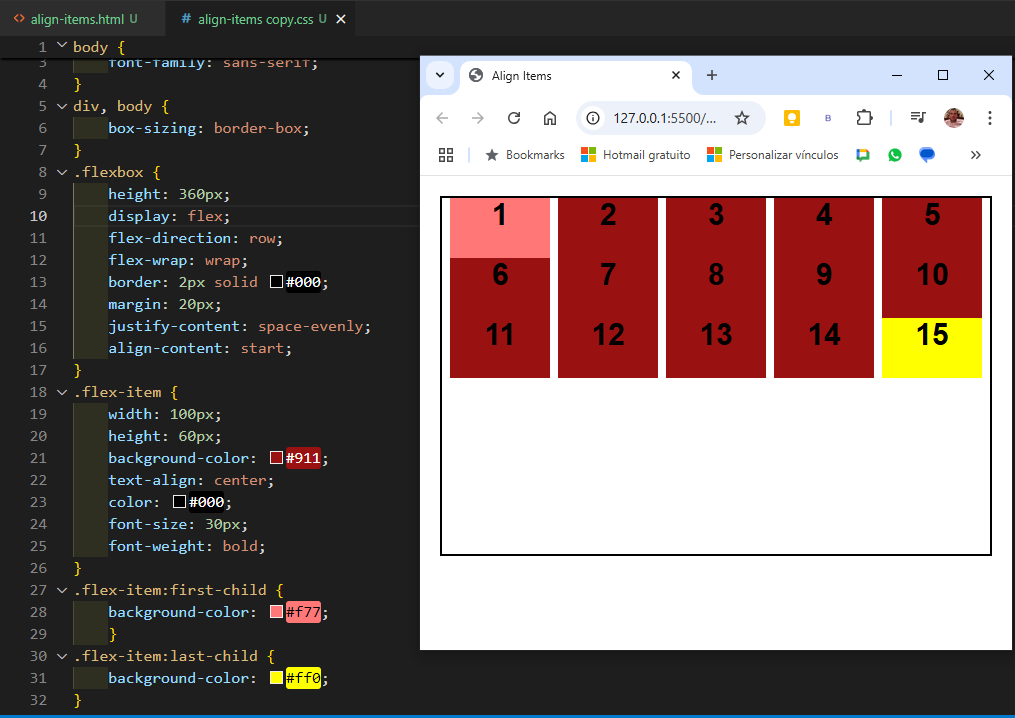 <> align-items.html U
# align-items copy.css U ×
1 body {
3 font-family: sans-serif;
4 }
5 div, body {
6 box-sizing: border-box;
7 }
8 .flexbox {
9 height: 360px;
10 display: flex;
11 flex-direction: row;
12 flex-wrap: wrap;
13 border: 2px solid #000;
14 margin: 20px;
15 justify-content: space-evenly;
16 align-content: start;
17 }
18 .flex-item {
19 width: 100px;
20 height: 60px;
21 background-color: #911;
22 text-align: center;
23 color: #000;
24 font-size: 30px;
25 font-weight: bold;
26 }
27 .flex-item:first-child {
28 background-color: #f77;
29 }
30 .flex-item:last-child {
31 background-color: #ff0;
32 }
Align Items
127.0.0.1:5500/...
B
Bookmarks Hotmail gratuito Personalizar vínculos »
1 2 3 4 5
6 7 8 9 10
11 12 13 14 15